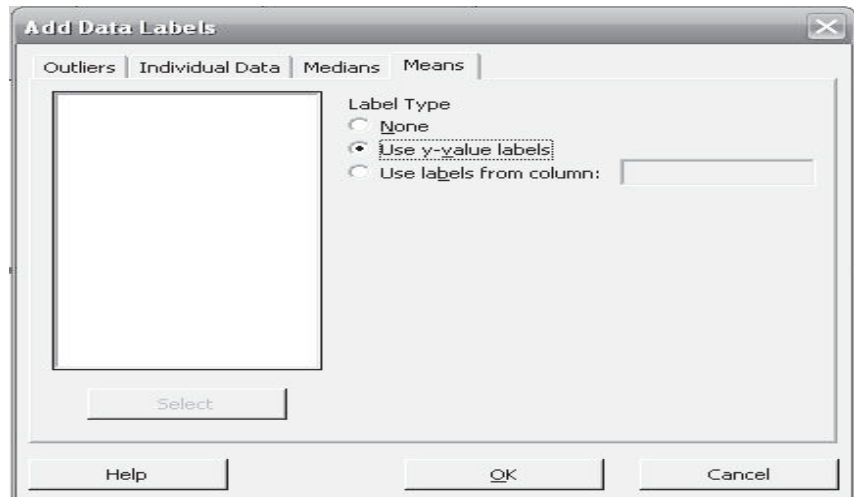 Add Data Labels
Outliers Individual Data Medians Means
Label Type
None
Use y-value labels
Use labels from column:
Select
Help OK Cancel